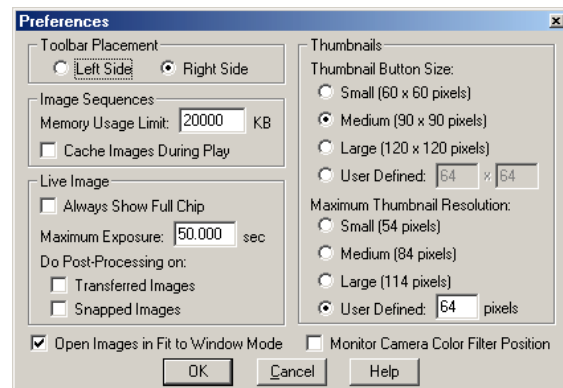 Preferences
Toolbar Placement
Left Side Right Side
Image Sequences
Memory Usage Limit: 20000 KB
Cache Images During Play
Live Image
Always Show Full Chip
Maximum Exposure: 50.000 sec
Do Post-Processing on:
Transferred Images
Snapped Images
Thumbnails
Thumbnail Button Size:
Small (60 x 60 pixels)
Medium (90 x 90 pixels)
Large (120 x 120 pixels)
User Defined: 64 x 64
Maximum Thumbnail Resolution:
Small (54 pixels)
Medium (84 pixels)
Large (114 pixels)
User Defined: 64 pixels
Open Images in Fit to Window Mode Monitor Camera Color Filter Position
OK Cancel Help